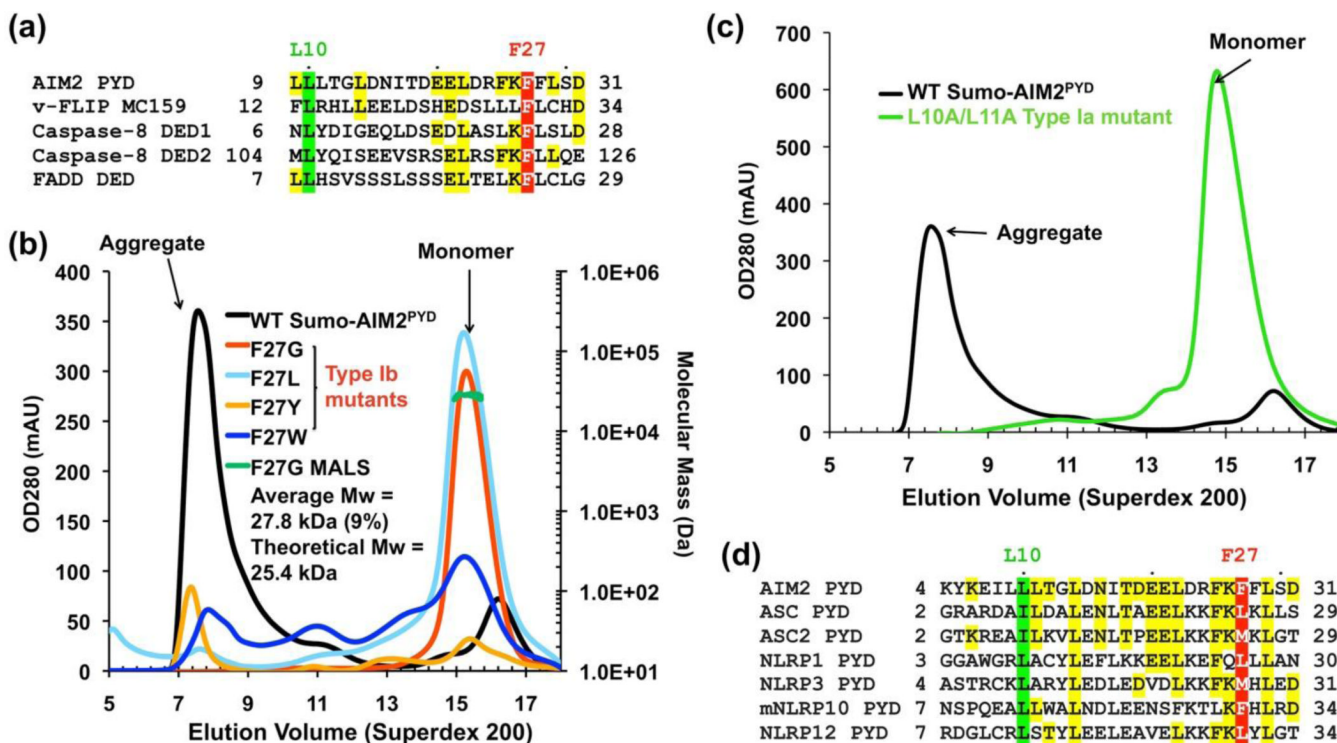 (a)
L10 F27
AIM2 PYD 9 LLLTGLDNITDEELDRFKFFLSD 31
v-FLIP MC159 12 FLRHLLEELDSHEDSLLLFLCHD 34
Caspase-8 DED1 6 NLYDIGEQLDSEDLASLKFLSLD 28
Caspase-8 DED2 104 MLYQISEEVSRSELRSFKFLLQE 126
FADD DED 7 LLHSVSSSLSSSELTELKFLCLG 29
(b)
Aggregate
Monomer
OD280 (mAU)
400
350
300
250
200
150
100
50
0
WT Sumo-AIM2PYD
F27G
F27L
F27Y
F27W
Type Ib
mutants
F27G MALS
Average Mw =
27.8 kDa (9%)
Theoretical Mw =
25.4 kDa
1.0E+06
1.0E+05
1.0E+04
1.0E+03
1.0E+02
1.0E+01
Molecular Mass (Da)
5 7 9 11 13 15 17
Elution Volume (Superdex 200)
(c)
OD280 (mAU)
700
600
500
400
300
200
100
0
Monomer
WT Sumo-AIM2PYD
L10A/L11A Type Ia mutant
Aggregate
5 7 9 11 13 15 17
Elution Volume (Superdex 200)
(d)
L10 F27
AIM2 PYD 4 KYKEILLLTGLDNITDEELDRFKFFLSD 31
ASC PYD 2 GRARDAILDALENLTAEELKKFKLKLLS 29
ASC2 PYD 2 GTKREAILKVLENLTPEELKKFKMKLGT 29
NLRP1 PYD 3 GGAWGRLACYLEFLKKEELKEFQLLLAN 30
NLRP3 PYD 4 ASTRCKLARYLEDLEDVDLKKFKMHLED 31
mNLRP10 PYD 7 NSPQEALLWALNDLEENSFKTLKFHLRD 34
NLRP12 PYD 7 RDGLCRLSTYLEELEAVELKKFKLYLGT 34